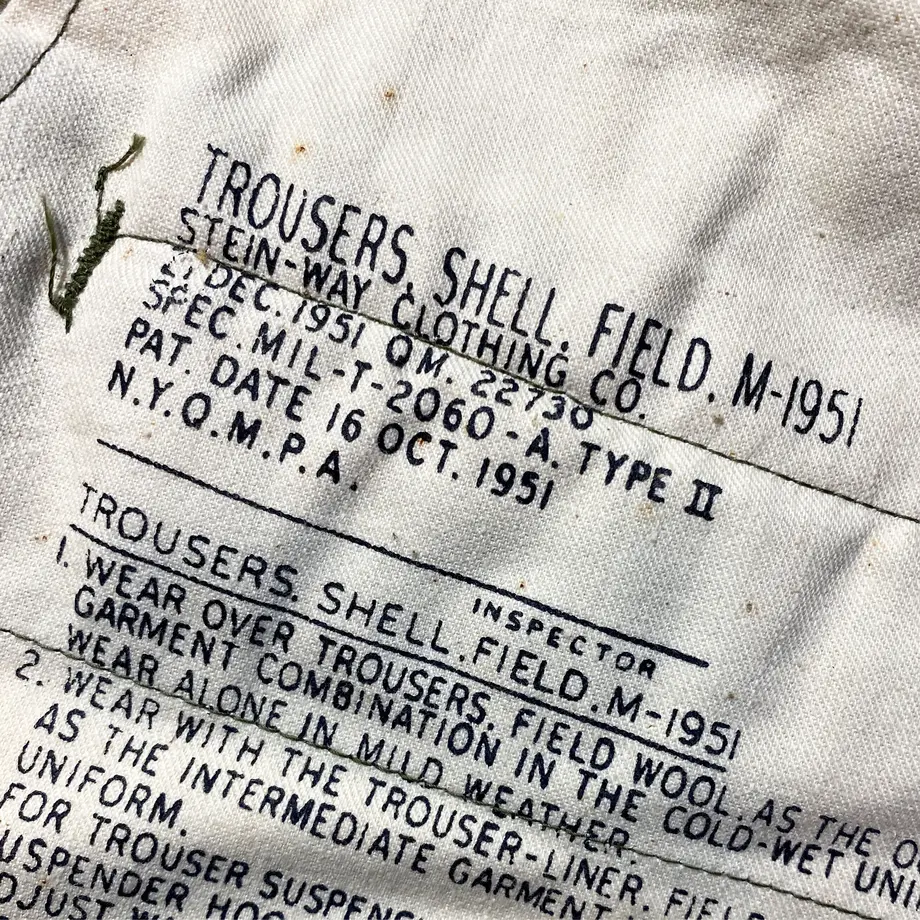 TROUSERS, SHELL, FIELD, M-1951
STEIN-WAY CLOTHING CO.
DEC. 1951 QM. 22730
SPEC. MIL-T-2060-A. TYPE II
PAT. DATE 16 OCT. 1951
N.Y.Q.M.P.A.
INSPECTOR
TROUSERS, SHELL, FIELD, M-1951
1. WEAR OVER TROUSERS, FIELD WOOL, AS THE
GARMENT COMBINATION IN THE COLD-WET
WEAR ALONE IN MILD WEATHER.
2. WEAR WITH THE TROUSER-LINER,
AS THE INTERMEDIATE GARMENT
UNIFORM.
FOR TROUSER